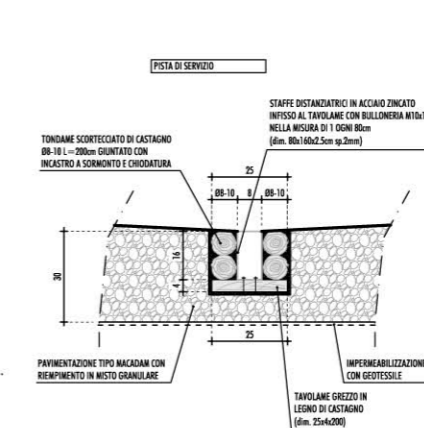 PISTA DI SERVIZIO
STAFFE DISTANZIATRICI IN ACCIAIO ZINCATO
INFISSO AL TAVOLAME CON BULLONERIA M10x1
NELLA MISURA DI 1 OGNI 80cm
(dim. 80x160x2.5cm sp.2mm)
TONDAME SCORTECCIATO DI CASTAGNO
Ø8-10 L=200cm GIUNTATO CON
INCASTRO A SORMONTO E CHIODATURA
25
Ø8-10 8 Ø8-10
30
16
4
25
PAVIMENTAZIONE TIPO MACADAM CON
RIEMPIMENTO IN MISTO GRANULARE
IMPERMEABILIZZAZIONE
CON GEOTESSILE
TAVOLAME GREZZO IN
LEGNO DI CASTAGNO
(dim. 25x4x200)